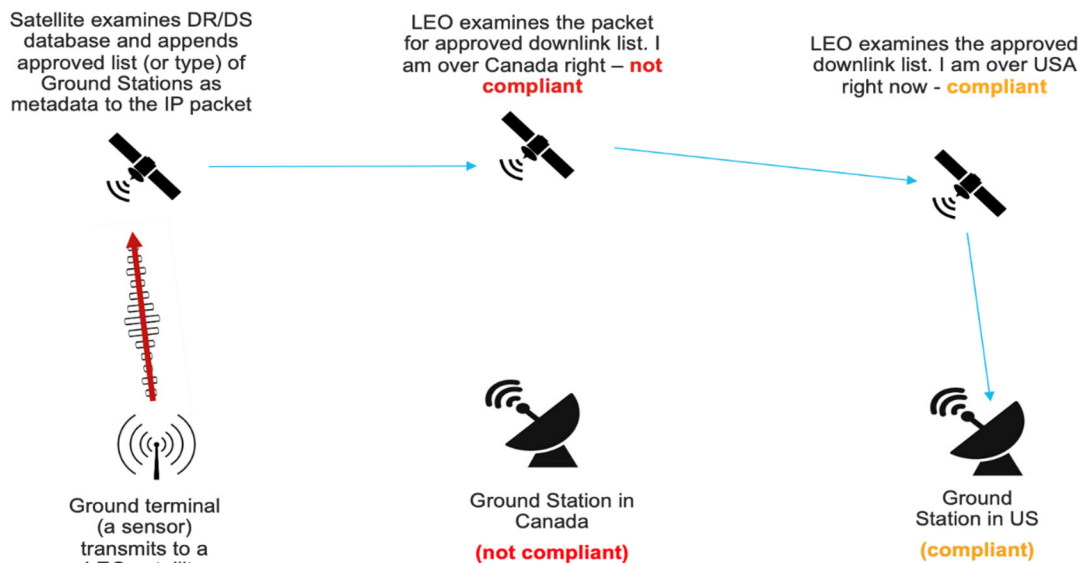 Satellite examines DR/DS
database and appends
approved list (or type) of
Ground Stations as
metadata to the IP packet
LEO examines the packet
for approved downlink list. I
am over Canada right – not
compliant
LEO examines the approved
downlink list. I am over USA
right now - compliant
Ground terminal
(a sensor)
transmits to a
Ground Station in
Canada
(not compliant)
Ground
Station in US
(compliant)